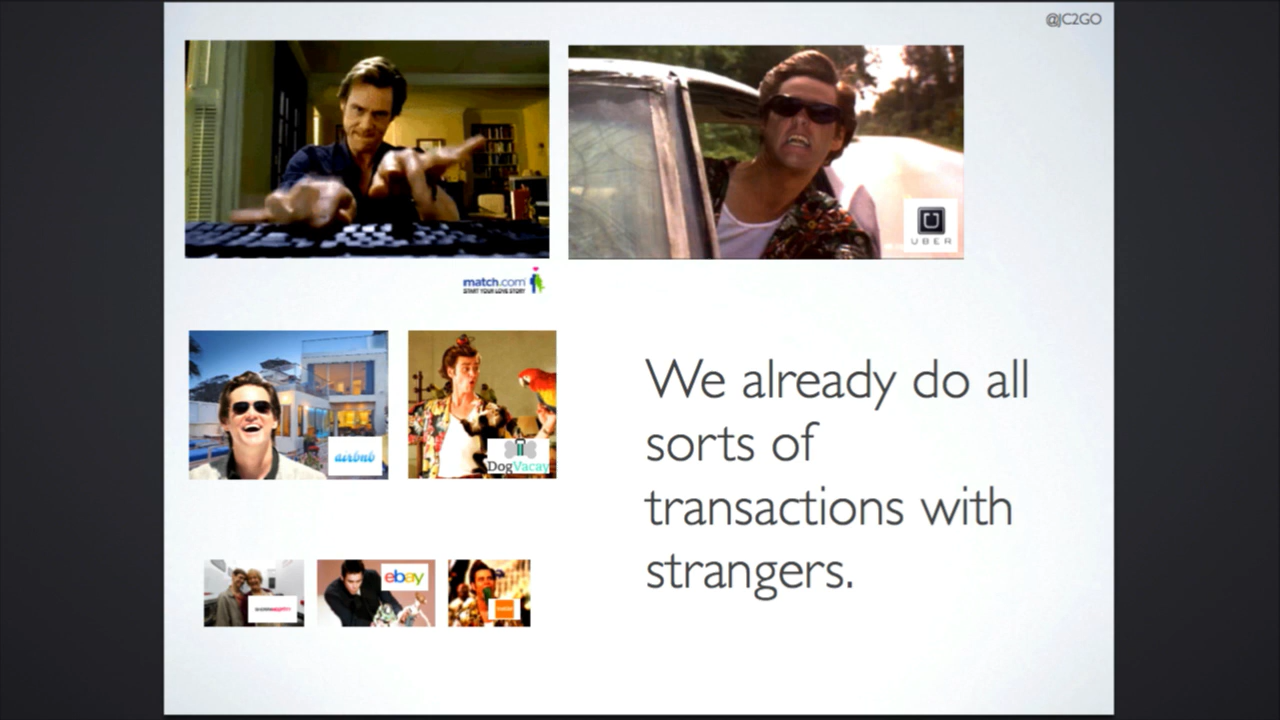 @JC2GO
UBER
match.com
START YOUR LOVE STORY
airbnb
DogVacay
We already do all
sorts of
transactions with
strangers.
ebay